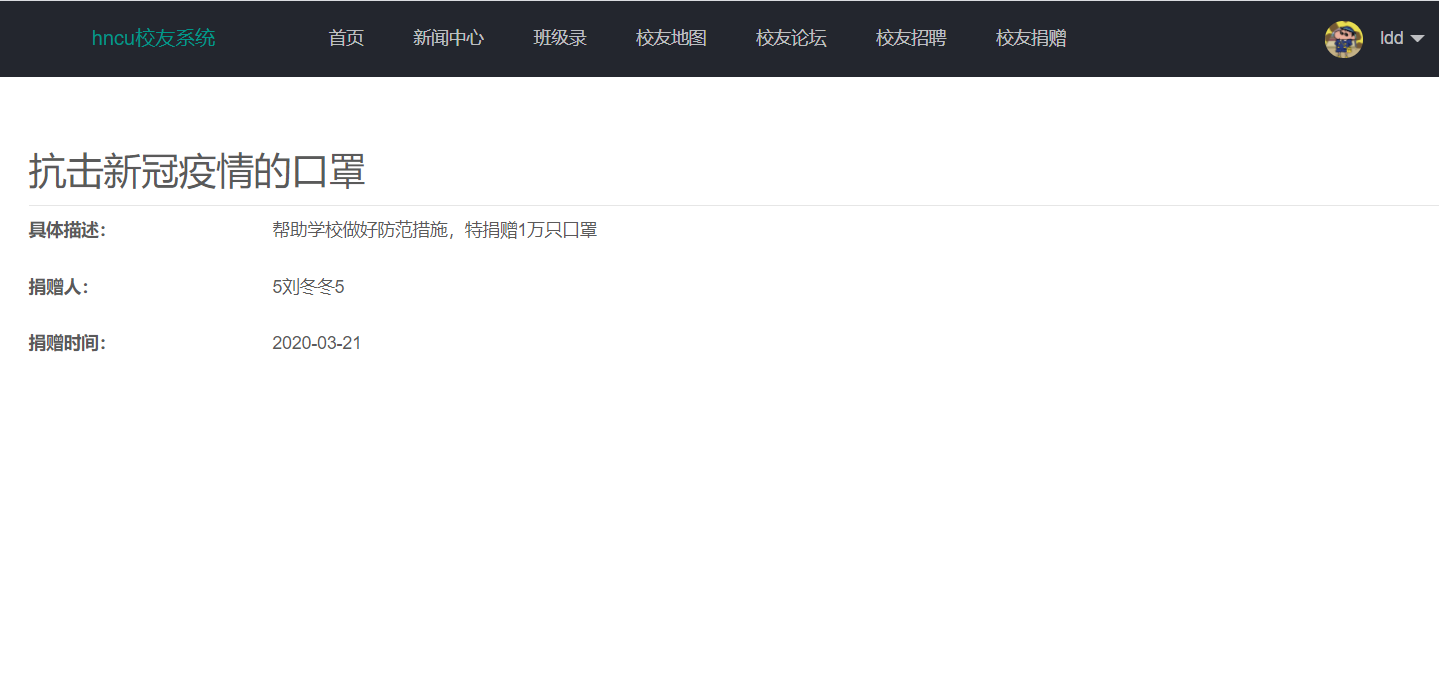 hncu校友系统 首页 新闻中心 班级录 校友地图 校友论坛 校友招聘 校友捐赠 ldd
抗击新冠疫情的口罩
具体描述： 帮助学校做好防范措施，特捐赠1万只口罩
捐赠人： 5刘冬冬5
捐赠时间： 2020-03-21